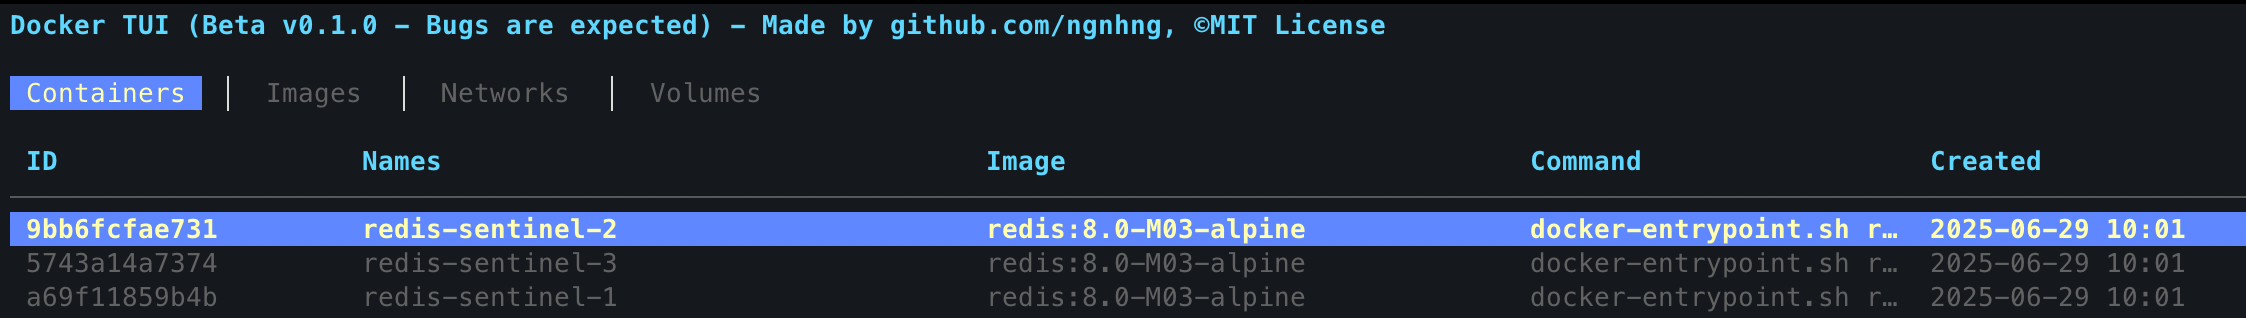 Docker TUI (Beta v0.1.0 - Bugs are expected) - Made by github.com/ngnhng, ©MIT License
Containers | Images | Networks | Volumes
ID Names Image Command Created
9bb6fcfae731 redis-sentinel-2 redis:8.0-M03-alpine docker-entrypoint.sh r… 2025-06-29 10:01
5743a14a7374 redis-sentinel-3 redis:8.0-M03-alpine docker-entrypoint.sh r… 2025-06-29 10:01
a69f11859b4b redis-sentinel-1 redis:8.0-M03-alpine docker-entrypoint.sh r… 2025-06-29 10:01